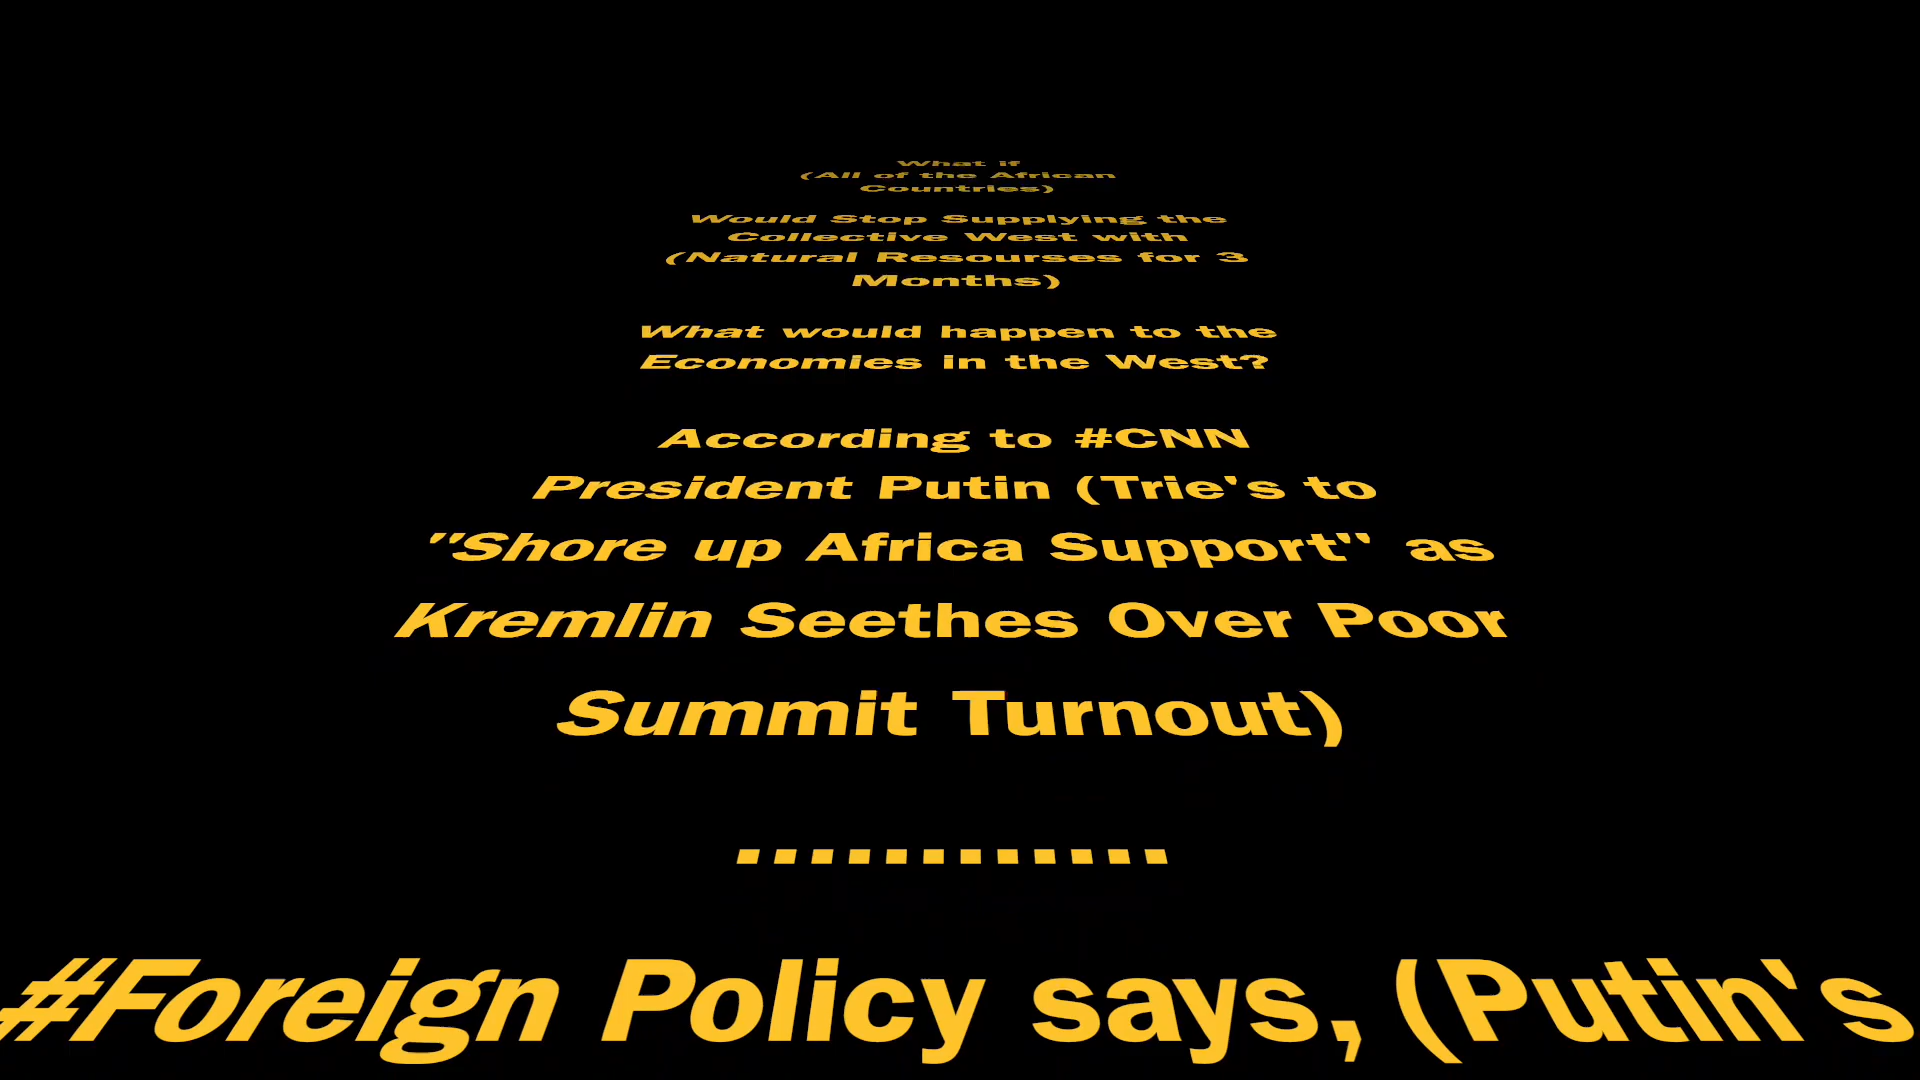 What if
(All of the African
Countries)
Would Stop Supplying the
Collective West with
(Natural Resourses for 3
Months)
What would happen to the
Economies in the West?
According to #CNN
President Putin (Trie's to
"Shore up Africa Support" as
Kremlin Seethes Over Poor
Summit Turnout)
............
#Foreign Policy says, (Putin's